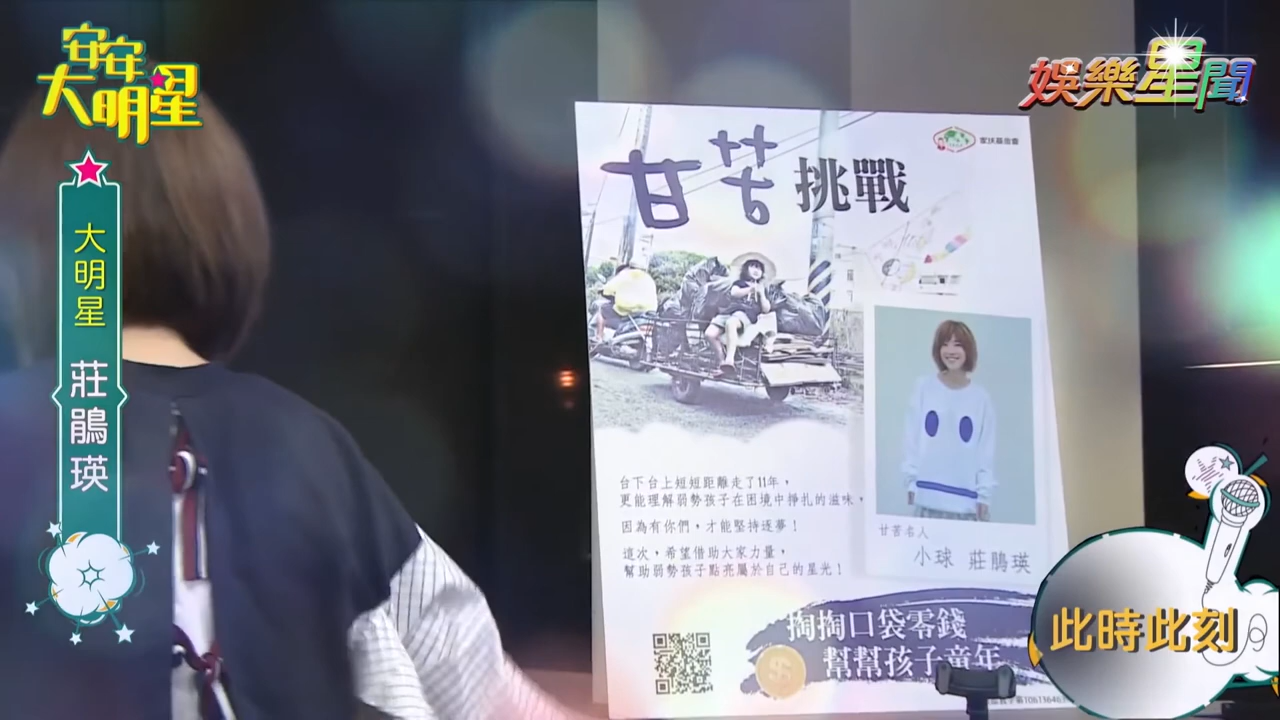 安安
大明星
娛樂星聞
大明星 莊鵑瑛
家扶基金會
甘苦挑戰
台下台上短短距離走了11年，
更能理解弱勢孩子在困境中掙扎的滋味，
因為有你們，才能堅持逐夢！
這次，希望借助大家力量，
幫助弱勢孩子點亮屬於自己的星光！
甘苦名人
小球 莊鵑瑛
掏掏口袋零錢
幫幫孩子童年
此時此刻